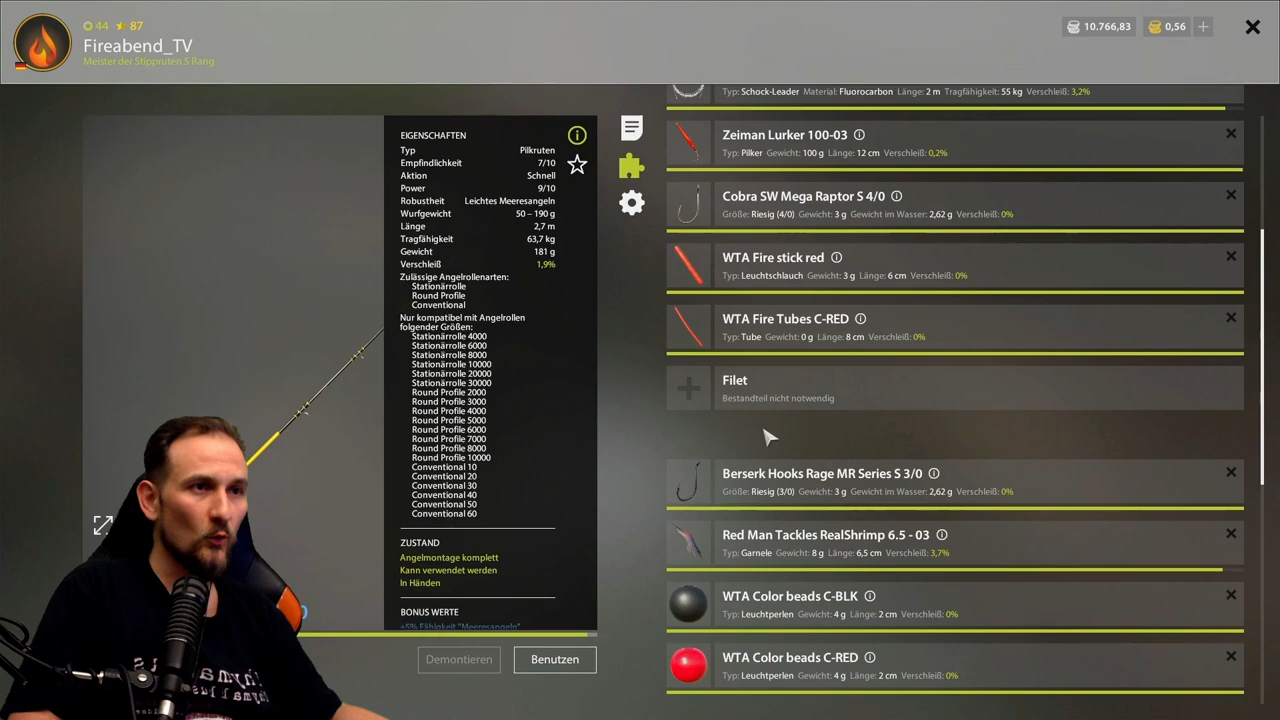 44 87
Fireabend_TV
Meister der Stippruten 5 Rang
10.766,83
0,56
EIGENSCHAFTEN
Typ Pilkruten
Empfindlichkeit 7/10
Aktion Schnell
Power 9/10
Robustheit Leichtes Meeresangeln
Wurfgewicht 50 – 190 g
Länge 2,7 m
Tragfähigkeit 63,7 kg
Gewicht 181 g
Verschleiß 1,9%
Zulässige Angelrollenarten:
Stationärrolle
Round Profile
Conventional
Nur kompatibel mit Angelrollen
folgender Größen:
Stationärrolle 4000
Stationärrolle 6000
Stationärrolle 8000
Stationärrolle 10000
Stationärrolle 20000
Stationärrolle 30000
Round Profile 2000
Round Profile 3000
Round Profile 4000
Round Profile 5000
Round Profile 6000
Round Profile 7000
Round Profile 8000
Round Profile 10000
Conventional 10
Conventional 20
Conventional 30
Conventional 40
Conventional 50
Conventional 60
ZUSTAND
Angelmontage komplett
Kann verwendet werden
In Händen
BONUS WERTE
+5% Fähigkeit "Meeresangeln"
Demontieren
Benutzen
Typ: Schock-Leader Material: Fluorocarbon Länge: 2 m Tragfähigkeit: 55 kg Verschleiß: 3,2%
Zeiman Lurker 100-03
Typ: Pilker Gewicht: 100 g Länge: 12 cm Verschleiß: 0,2%
Cobra SW Mega Raptor S 4/0
Größe: Riesig (4/0) Gewicht: 3 g Gewicht im Wasser: 2,62 g Verschleiß: 0%
WTA Fire stick red
Typ: Leuchtschlauch Gewicht: 3 g Länge: 6 cm Verschleiß: 0%
WTA Fire Tubes C-RED
Typ: Tube Gewicht: 0 g Länge: 8 cm Verschleiß: 0%
Filet
Bestandteil nicht notwendig
Berserk Hooks Rage MR Series S 3/0
Größe: Riesig (3/0) Gewicht: 3 g Gewicht im Wasser: 2,62 g Verschleiß: 0%
Red Man Tackles RealShrimp 6.5 - 03
Typ: Garnele Gewicht: 8 g Länge: 6,5 cm Verschleiß: 3,7%
WTA Color beads C-BLK
Typ: Leuchtperlen Gewicht: 4 g Länge: 2 cm Verschleiß: 0%
WTA Color beads C-RED
Typ: Leuchtperlen Gewicht: 4 g Länge: 2 cm Verschleiß: 0%